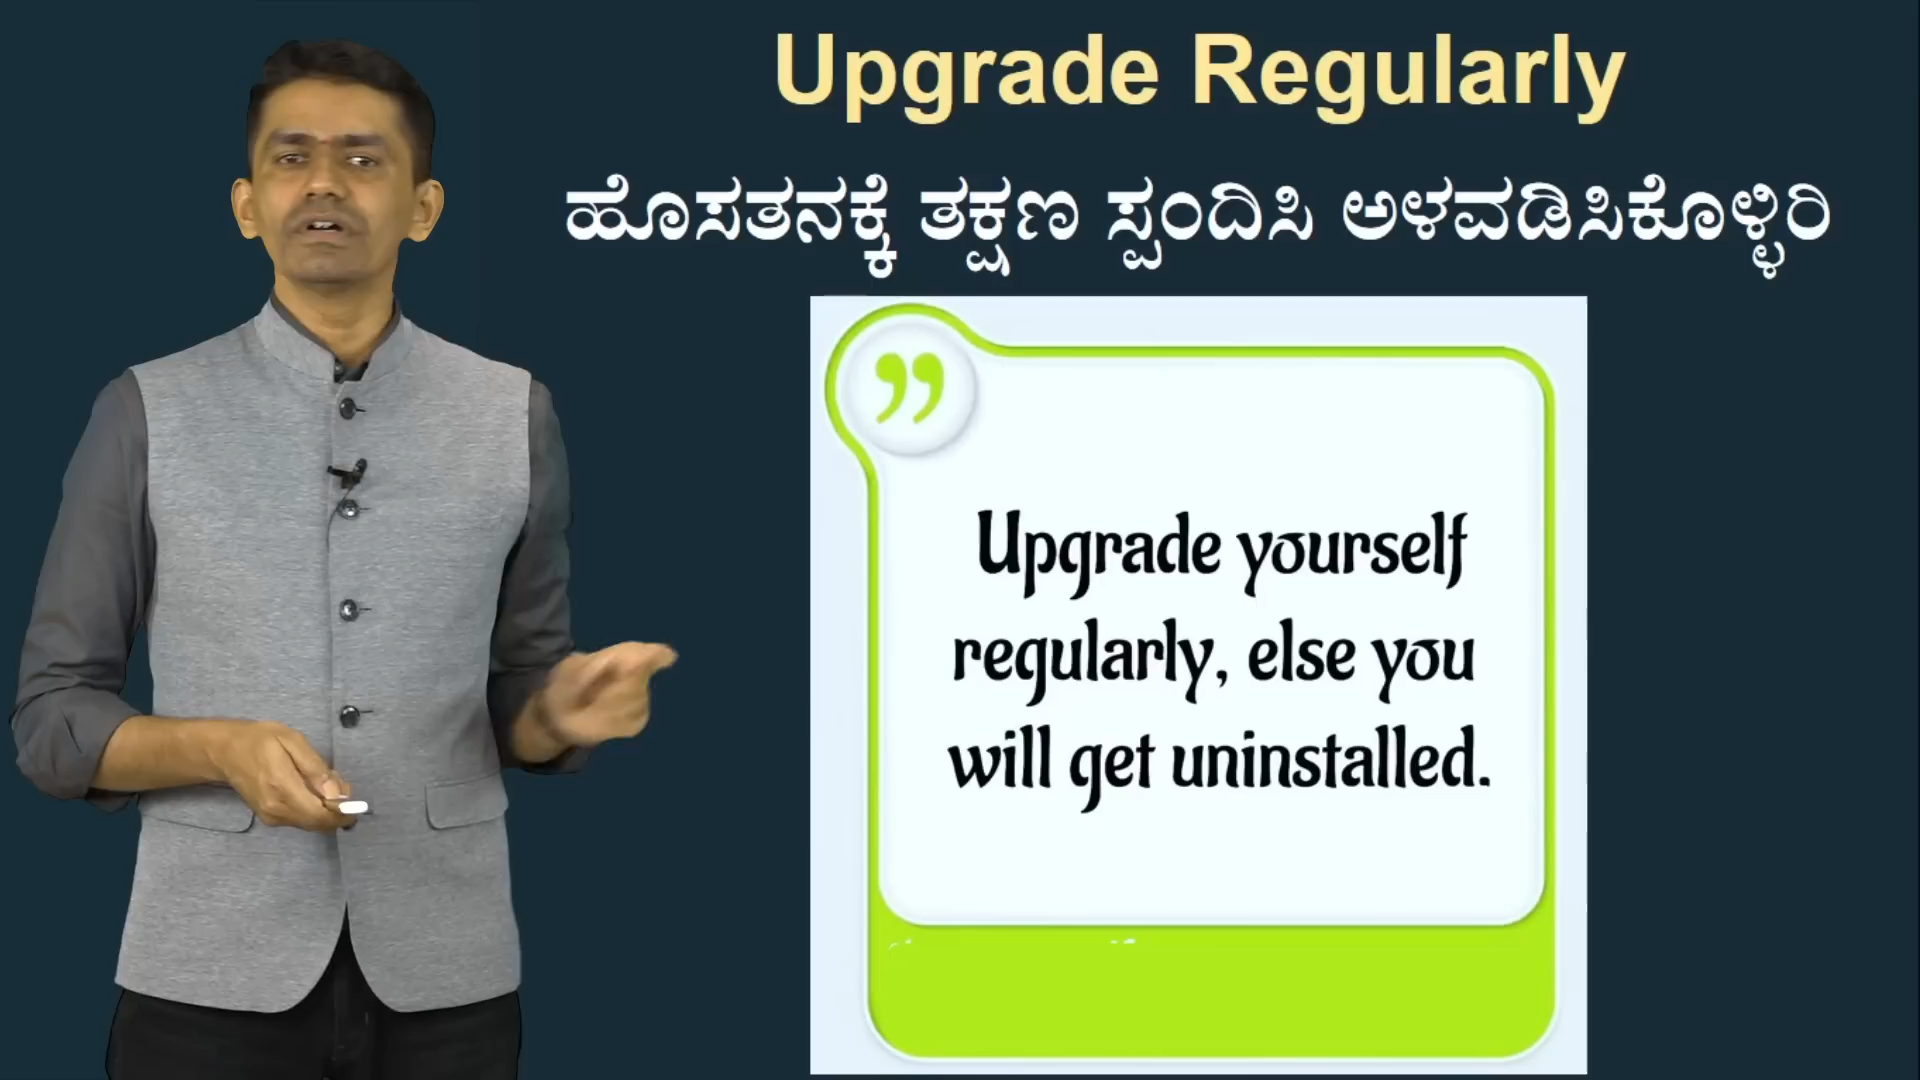 Upgrade Regularly
ಹೊಸತನಕ್ಕೆ ತಕ್ಷಣ ಸ್ಪಂದಿಸಿ ಅಳವಡಿಸಿಕೊಳ್ಳಿರಿ
”
Upgrade yourself
regularly, else you
will get uninstalled.